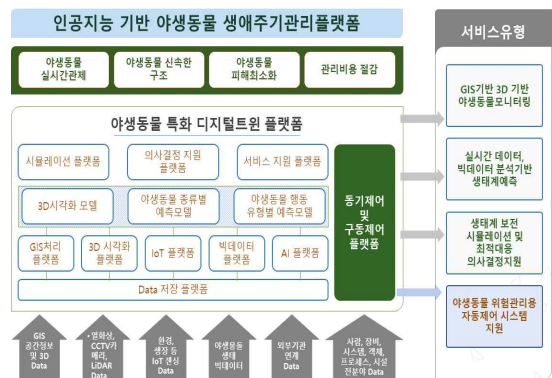 인공지능 기반 야생동물 생애주기관리플랫폼
서비스유형
야생동물
실시간관제
야생동물 신속한
구조
야생동물
피해최소화
관리비용 절감
야생동물 특화 디지털트윈 플랫폼
시뮬레이션 플랫폼
의사결정 지원
플랫폼
서비스 지원 플랫폼
3D시각화 모델
야생동물 종류별
예측모델
야생동물 행동
유형별 예측모델
GIS처리
플랫폼
3D 시각화
플랫폼
IoT 플랫폼
빅데이터
플랫폼
AI 플랫폼
Data 저장 플랫폼
동기제어
및
구동제어
플랫폼
GIS기반 3D 기반
야생동물모니터링
실시간 데이터,
빅데이터 분석기반
생태계예측
생태계 보전
시뮬레이션 및
최적대응
의사결정지원
야생동물 위험관리용
자동제어 시스템
지원
GIS
공간정보
및 3D
Data
• 열화상,
CCTV카
메라,
LiDAR
Data
환경,
생장 등
IoT 센싱
Data
야생동물
생태
빅데이터
외부기관
연계
Data
사람, 장비,
시스템, 객체,
프로세스, 시설
전분야 Data